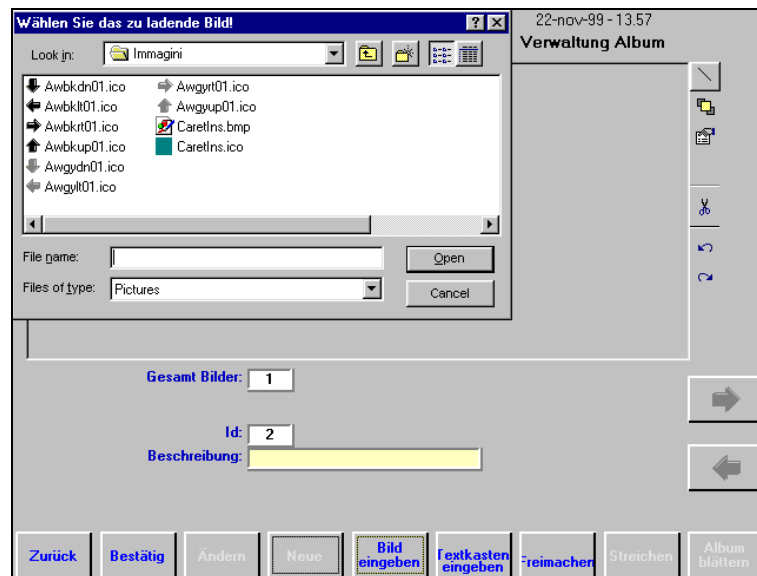 Wählen Sie das zu ladende Bild!
22-nov-99 - 13.57
Verwaltung Album
Look in:
Immagini
Awbkdn01.ico
Awgyrt01.ico
Awbklt01.ico
Awgyup01.ico
Awbkrt01.ico
CaretIns.bmp
Awbkup01.ico
CaretIns.ico
Awgydn01.ico
Awgylt01.ico
File name:
Open
Files of type:
Pictures
Cancel
Gesamt Bilder:
1
Id:
2
Beschreibung:
Zurück
Bestätig
Ändern
Neue
Bild
eingeben
Textkasten
eingeben
Freimachen
Streichen
Album
blättern